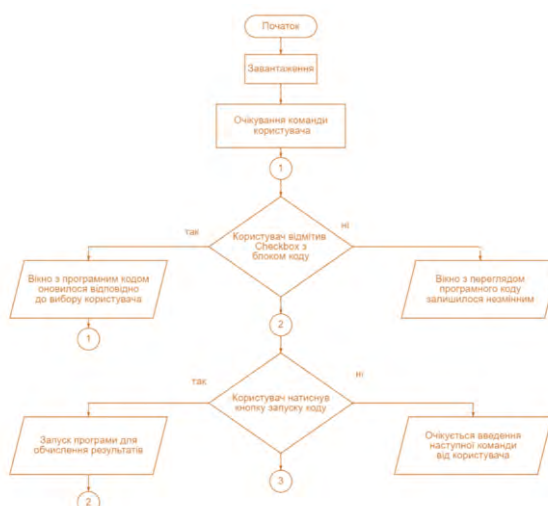 Початок
Завантаження
Очікування команди
користувача
1
так
Користувач відмітив
Checkbox з
блоком коду
ні
Вікно з програмним кодом
оновилося відповідно
до вибору користувача
Вікно з переглядом
програмного коду
залишилося незмінним
1
2
так
Користувач натиснув
кнопку запуску коду
ні
Запуск програми для
обчислення результатів
Очікується введення
наступної команди
від користувача
3
2